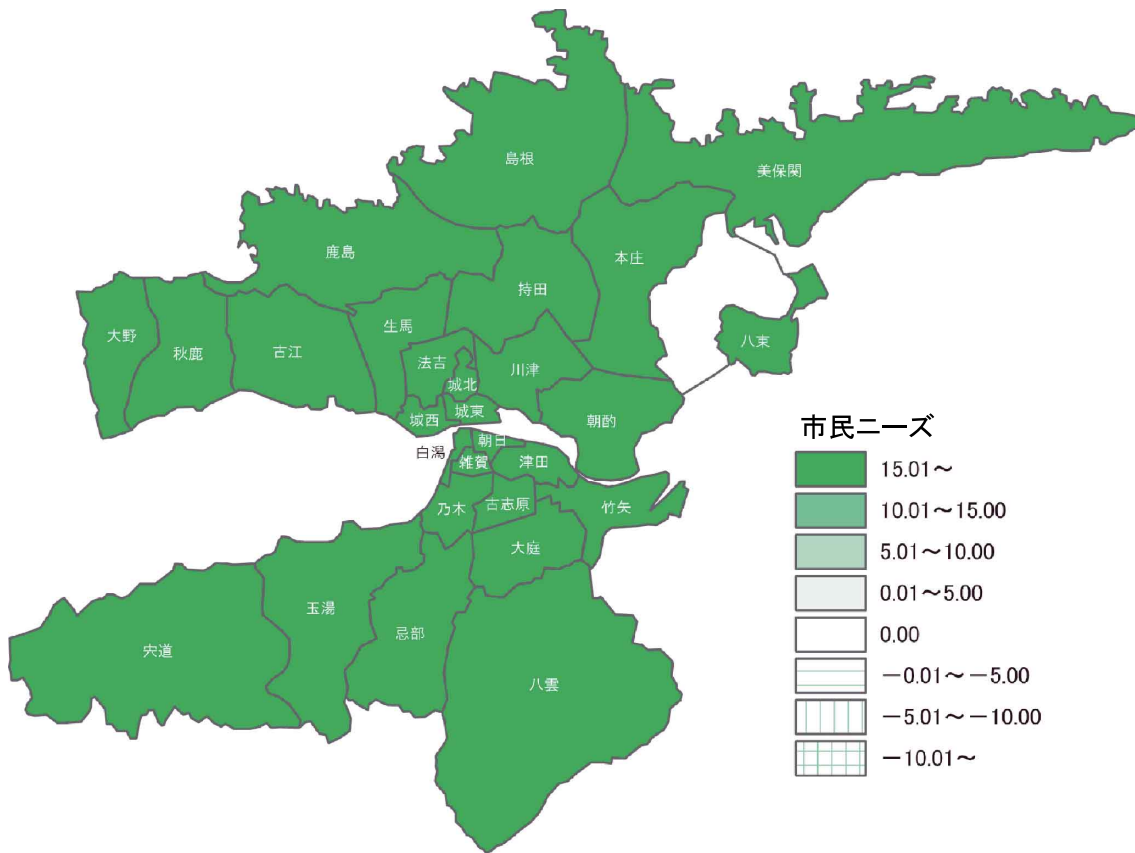 島根
美保関
鹿島
本庄
持田
大野
秋鹿
古江
生馬
八束
法吉
川津
城北
城西
城東
朝酌
白潟
朝日
雑賀
津田
乃木
古志原
竹矢
大庭
玉湯
忌部
宍道
八雲
市民ニーズ
15.01～
10.01～15.00
5.01～10.00
0.01～5.00
0.00
－0.01～－5.00
－5.01～－10.00
－10.01～